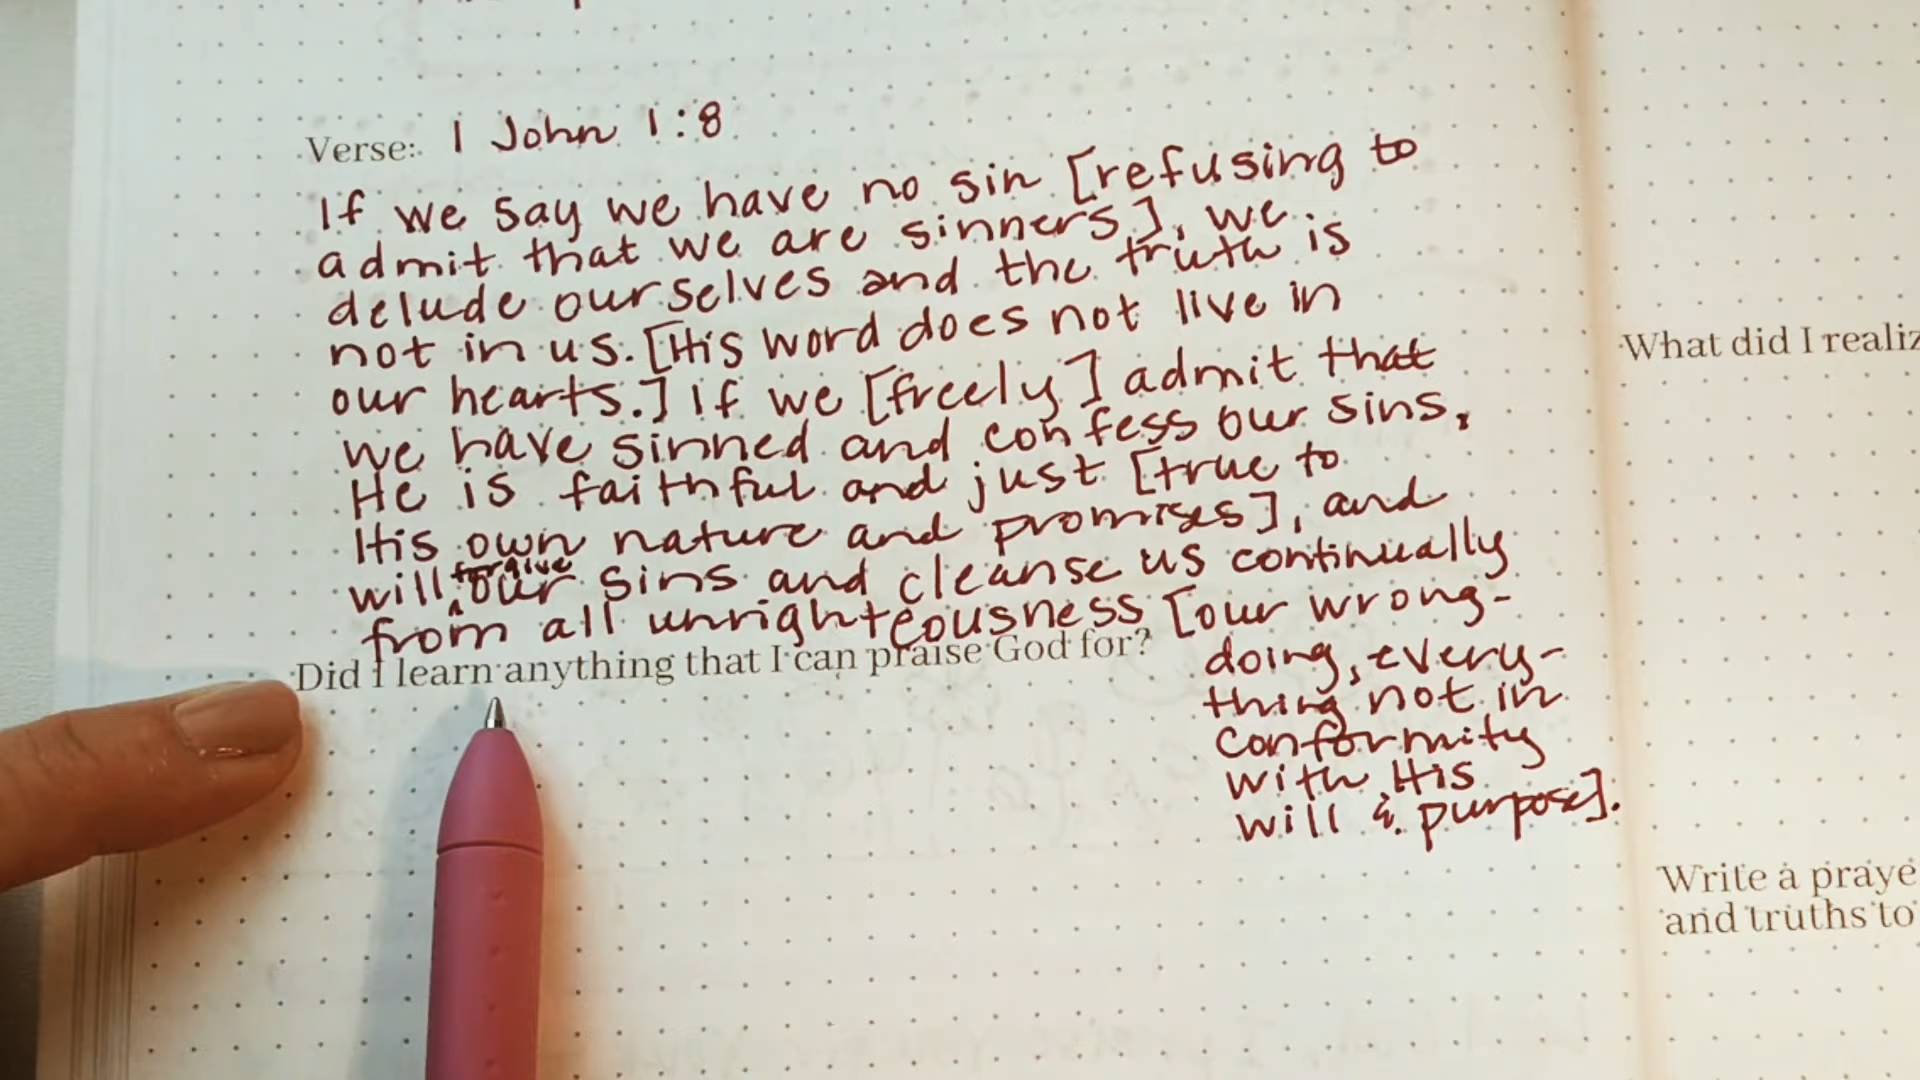 Verse: 1 John 1:8
If we say we have no sin [refusing to
admit that we are sinners], we
delude ourselves and the truth is
not in us. [His word does not live in
our hearts.] If we [freely] admit that
we have sinned and confess our sins,
He is faithful and just [true to
His own nature and promises], and
will forgive our sins and cleanse us continually
from all unrighteousness [our wrong-
doing, every-
thing not in
conformity
with His
will & purpose].
Did I learn anything that I can praise God for?
What did I realiz
Write a praye
and truths to